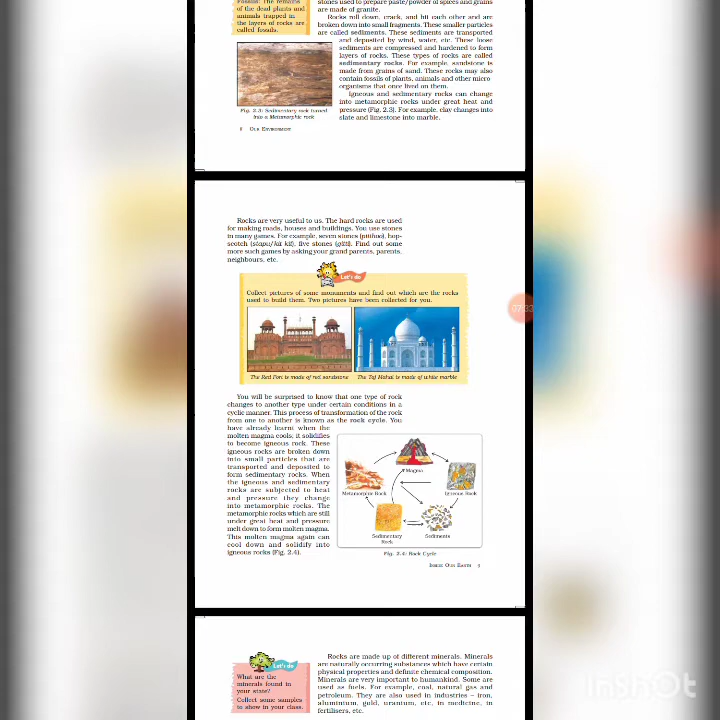 Fossils: The remains
of the dead plants and
animals trapped in
the layers of rocks are
called fossils.
stones used to prepare paste/powder of spices and grains
are made of granite.
Rocks roll down, crack, and hit each other and are
broken down into small fragments. These smaller particles
are called sediments. These sediments are transported
and deposited by wind, water, etc. These loose
sediments are compressed and hardened to form
layers of rocks. These types of rocks are called
sedimentary rocks. For example, sandstone is
made from grains of sand. These rocks may also
contain fossils of plants, animals and other micro-
organisms that once lived on them.
Igneous and sedimentary rocks can change
into metamorphic rocks under great heat and
pressure (Fig. 2.3). For example, clay changes into
slate and limestone into marble.
Fig. 2.3: Sedimentary rock turned
into a Metamorphic rock
8 OUR ENVIRONMENT
Rocks are very useful to us. The hard rocks are used
for making roads, houses and buildings. You use stones
in many games. For example, seven stones (pitthoo), hop-
scotch (stapu/kit kit), five stones (gitti). Find out some
more such games by asking your grand parents, parents,
neighbours, etc.
Let's do
Collect pictures of some monuments and find out which are the rocks
used to build them. Two pictures have been collected for you.
The Red Fort is made of red sandstone
The Taj Mahal is made of white marble
07:33
You will be surprised to know that one type of rock
changes to another type under certain conditions in a
cyclic manner. This process of transformation of the rock
from one to another is known as the rock cycle. You
have already learnt when the
molten magma cools; it solidifies
to become igneous rock. These
igneous rocks are broken down
into small particles that are
transported and deposited to
form sedimentary rocks. When
the igneous and sedimentary
rocks are subjected to heat
and pressure they change
into metamorphic rocks. The
metamorphic rocks which are still
under great heat and pressure
melt down to form molten magma.
This molten magma again can
cool down and solidify into
igneous rocks (Fig. 2.4).
Magma
Metamorphic Rock
Igneous Rock
Sedimentary
Rock
Sediments
Fig. 2.4: Rock Cycle
INSIDE OUR EARTH 9
Let's do
What are the
minerals found in
your state?
Collect some samples
to show in your class.
Rocks are made up of different minerals. Minerals
are naturally occurring substances which have certain
physical properties and definite chemical composition.
Minerals are very important to humankind. Some are
used as fuels. For example, coal, natural gas and
petroleum. They are also used in industries – iron,
aluminium, gold, uranium, etc, in medicine, in
fertilisers, etc.
InShot